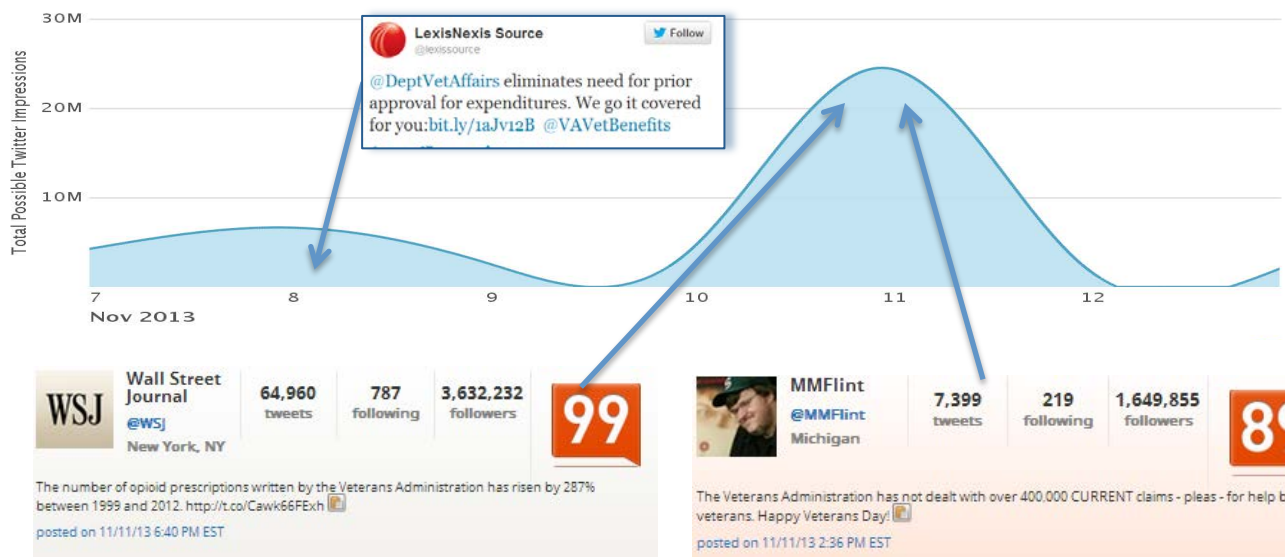 30M
20M
10M
Total Possible Twitter Impressions
LexisNexis Source
@lexissource
Follow
@DeptVetAffairs eliminates need for prior
approval for expenditures. We go it covered
for you:bit.ly/1aJv12B @VAVetBenefits
7
8
9
10
11
12
Nov 2013
WSJ
Wall Street
Journal
@WSJ
New York, NY
64,960
tweets
787
following
3,632,232
followers
99
The number of opioid prescriptions written by the Veterans Administration has risen by 287%
between 1999 and 2012. http://t.co/Cawk66FExh
posted on 11/11/13 6:40 PM EST
MMFlint
@MMFlint
Michigan
7,399
tweets
219
following
1,649,855
followers
The Veterans Administration has not dealt with over 400,000 CURRENT claims - pleas - for help
veterans. Happy Veterans Day!
posted on 11/11/13 2:36 PM EST